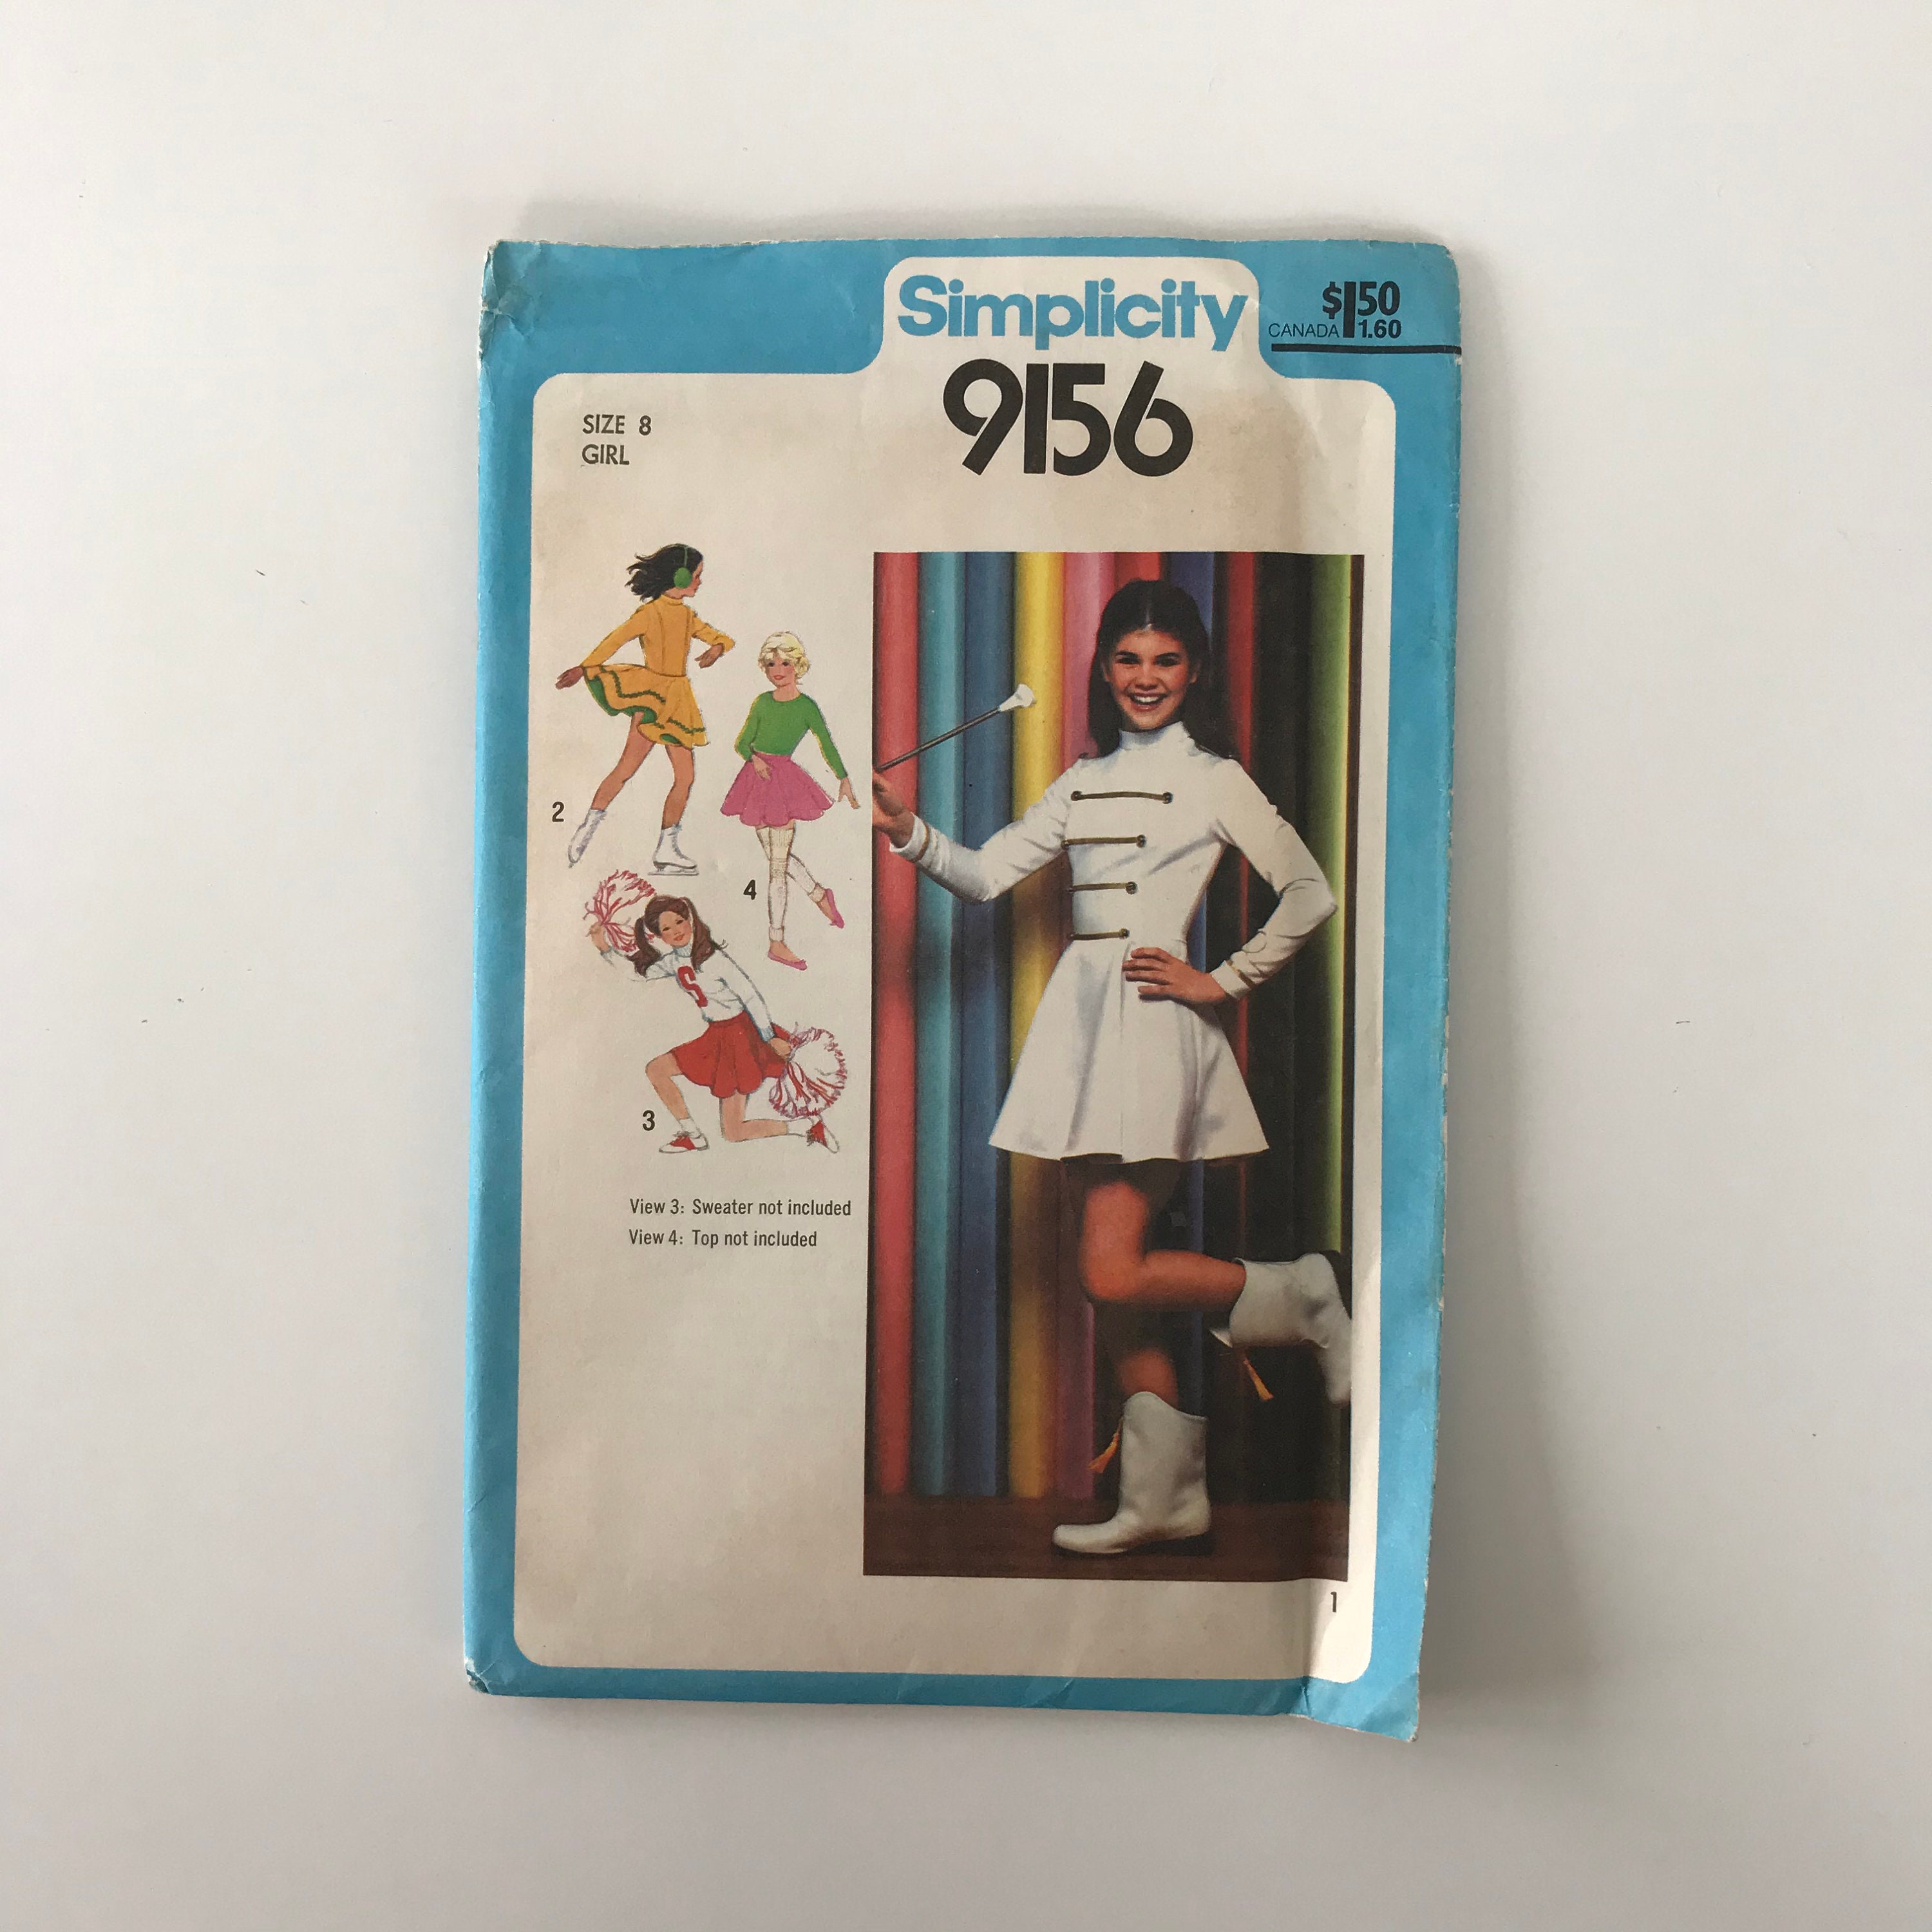 Simplicity
$1.50
CANADA 1.60
9156
SIZE 8
GIRL
2
4
S
3
View 3: Sweater not included
View 4: Top not included
1